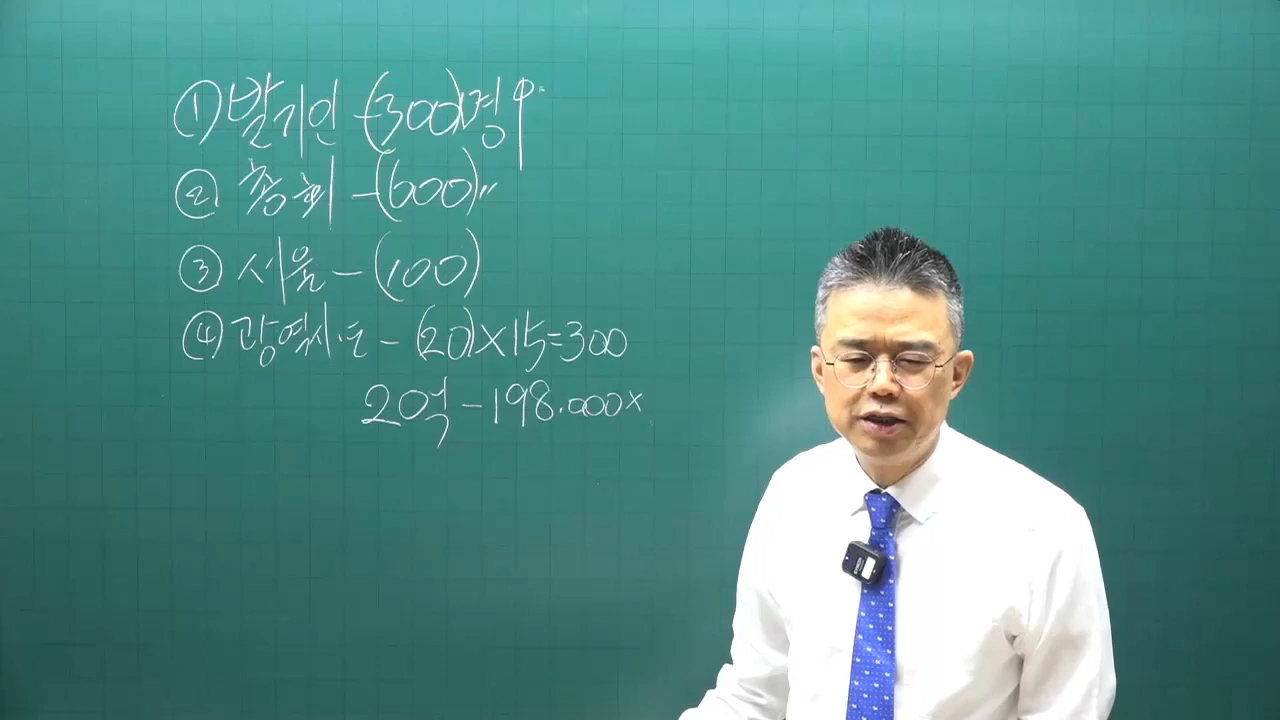 ① 발기인 - (300)명 이
② 총회 - (600)〃
③ 서울 - (100)
④ 광역시·도 - (20)×15=300
20억 - 198.000×